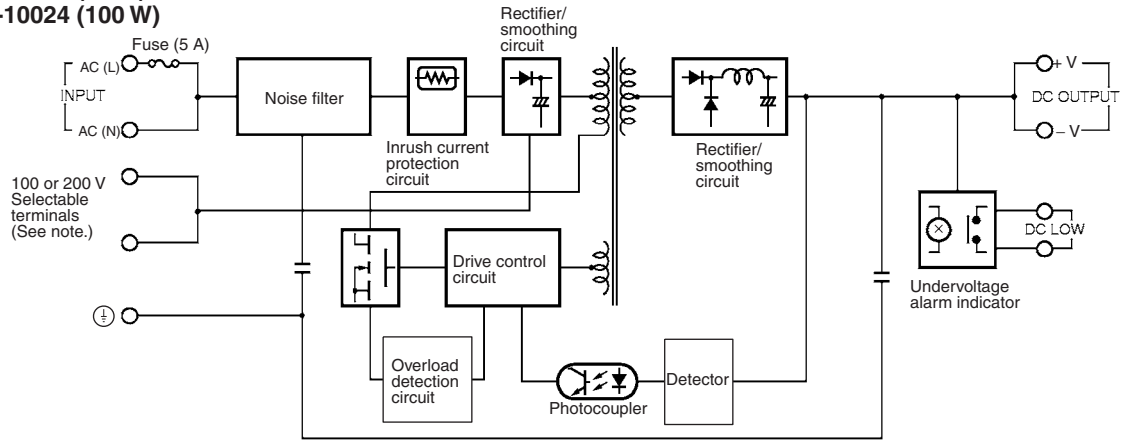 -10024 (100 W)
Rectifier/
smoothing
circuit
Fuse (5 A)
AC (L)
INPUT
AC (N)
Noise filter
Inrush current
protection
circuit
Rectifier/
smoothing
circuit
+ V
DC OUTPUT
– V
100 or 200 V
Selectable
terminals
(See note.)
Drive control
circuit
DC LOW
Undervoltage
alarm indicator
Overload
detection
circuit
Photocoupler
Detector